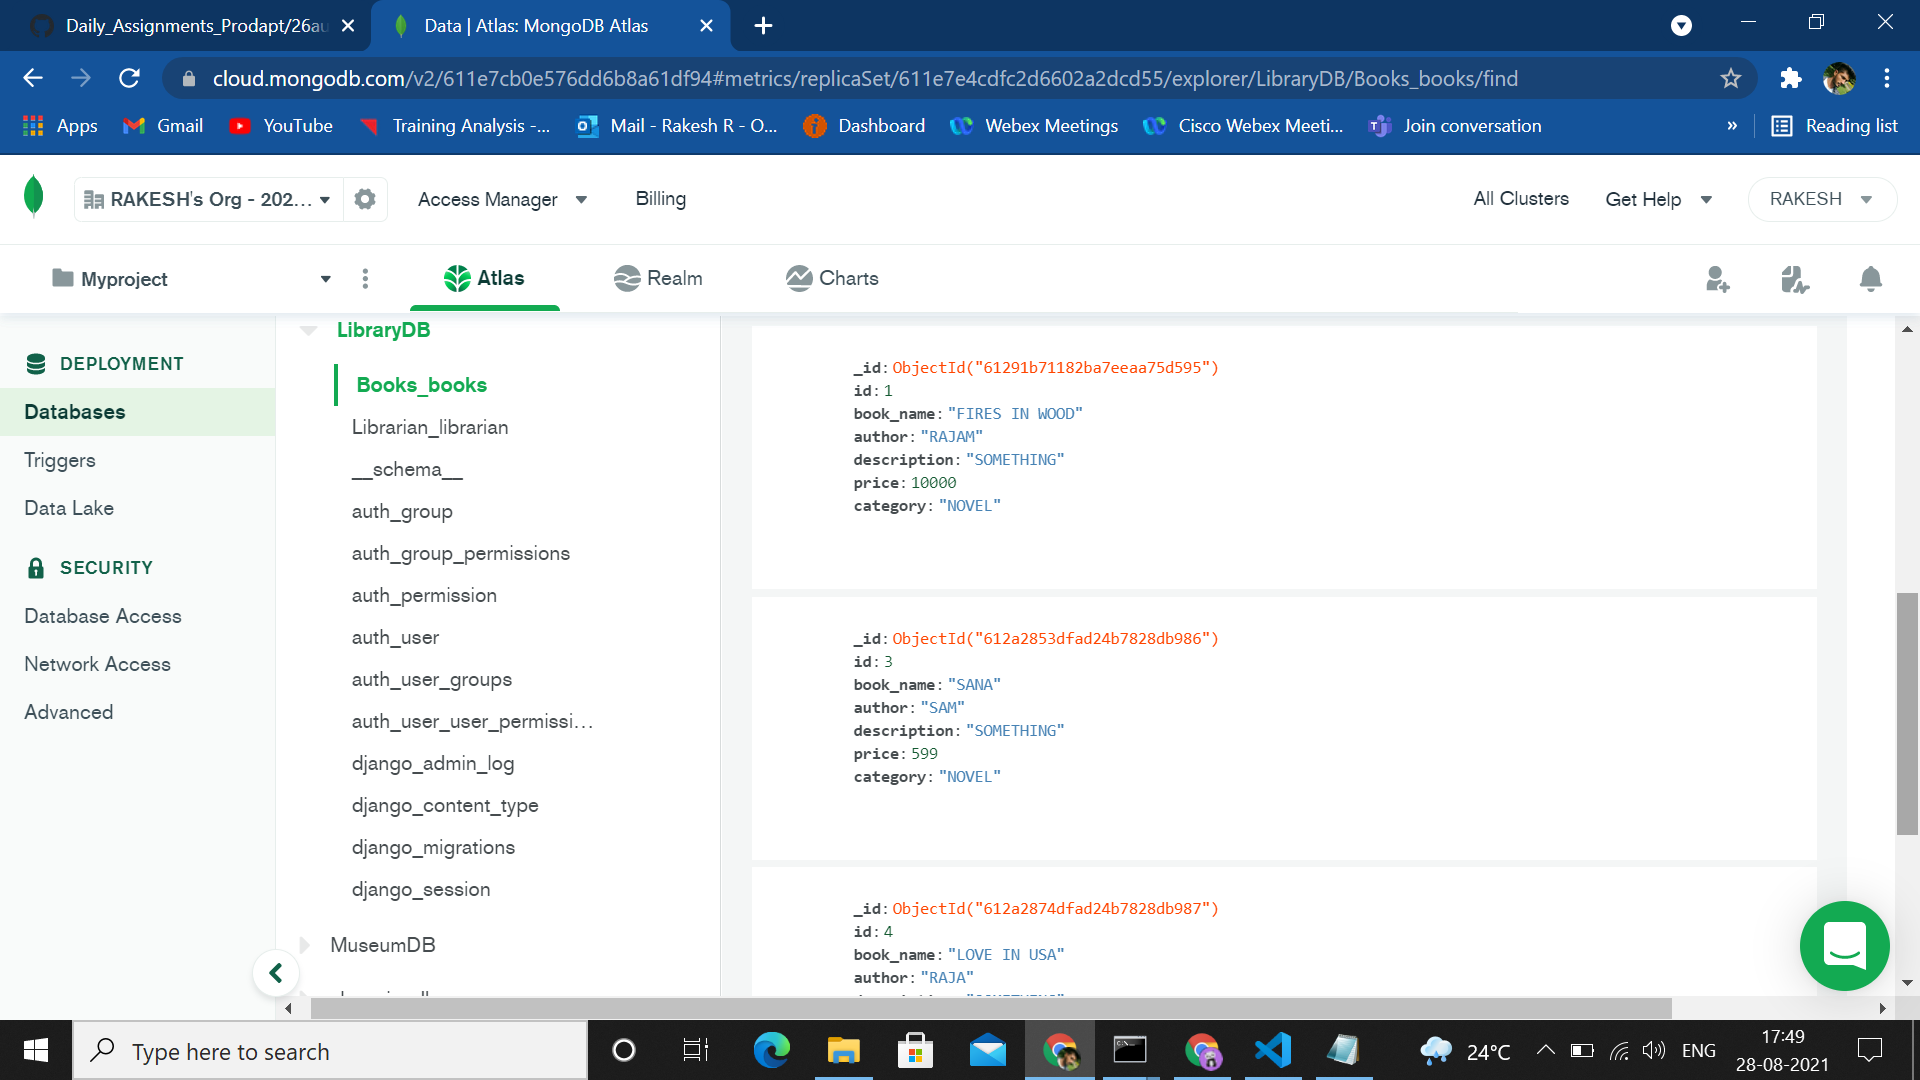 Daily_Assignments_Prodapt/26au
Data | Atlas: MongoDB Atlas
cloud.mongodb.com/v2/611e7cb0e576dd6b8a61df94#metrics/replicaSet/611e7e4cdfc2d6602a2dcd55/explorer/LibraryDB/Books_books/find
Apps Gmail YouTube Training Analysis -... Mail - Rakesh R - O... Dashboard Webex Meetings Cisco Webex Meeti... Join conversation » Reading list
RAKESH's Org - 202... Access Manager Billing All Clusters Get Help RAKESH
Myproject Atlas Realm Charts
DEPLOYMENT
Databases
Triggers
Data Lake
SECURITY
Database Access
Network Access
Advanced
LibraryDB
Books_books
Librarian_librarian
__schema__
auth_group
auth_group_permissions
auth_permission
auth_user
auth_user_groups
auth_user_user_permissi...
django_admin_log
django_content_type
django_migrations
django_session
MuseumDB
_id: ObjectId("61291b71182ba7eeaa75d595")
id: 1
book_name: "FIRES IN WOOD"
author: "RAJAM"
description: "SOMETHING"
price: 10000
category: "NOVEL"
_id: ObjectId("612a2853dfad24b7828db986")
id: 3
book_name: "SANA"
author: "SAM"
description: "SOMETHING"
price: 599
category: "NOVEL"
_id: ObjectId("612a2874dfad24b7828db987")
id: 4
book_name: "LOVE IN USA"
author: "RAJA"
Type here to search
24°C
ENG
17:49
28-08-2021